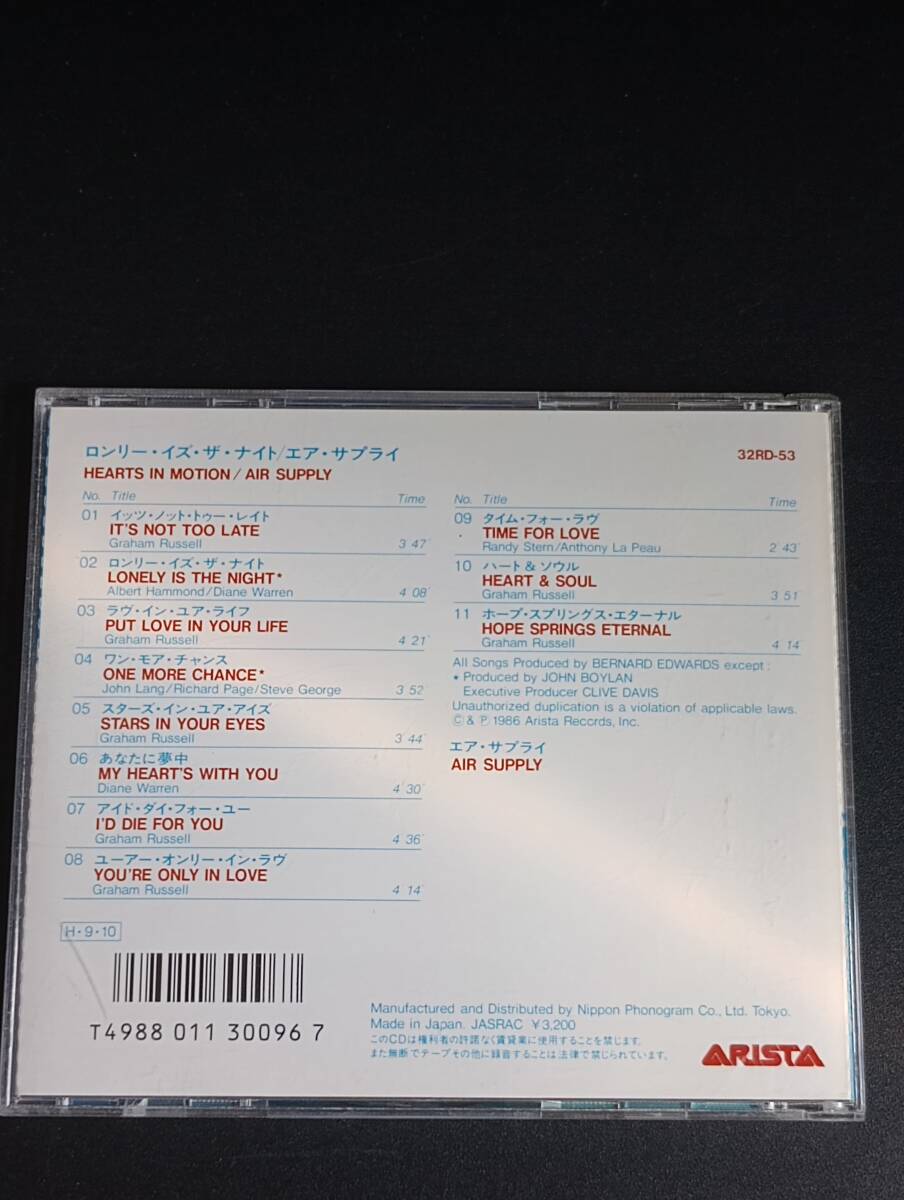 ロンリー・イズ・ザ・ナイト/エア・サプライ
HEARTS IN MOTION / AIR SUPPLY
32RD-53
No. Title Time
01 イッツ・ノット・トゥー・レイト
IT'S NOT TOO LATE
Graham Russell 3'47"
02 ロンリー・イズ・ザ・ナイト
LONELY IS THE NIGHT*
Albert Hammond/Diane Warren 4'08"
03 ラヴ・イン・ユア・ライフ
PUT LOVE IN YOUR LIFE
Graham Russell 4'21"
04 ワン・モア・チャンス
ONE MORE CHANCE*
John Lang/Richard Page/Steve George 3'52"
05 スターズ・イン・ユア・アイズ
STARS IN YOUR EYES
Graham Russell 3'44"
06 あなたに夢中
MY HEART'S WITH YOU
Diane Warren 4'30"
07 アイド・ダイ・フォー・ユー
I'D DIE FOR YOU
Graham Russell 4'36"
08 ユーアー・オンリー・イン・ラヴ
YOU'RE ONLY IN LOVE
Graham Russell 4'14"
No. Title Time
09 タイム・フォー・ラヴ
TIME FOR LOVE
Randy Stern/Anthony La Peau 2'43"
10 ハート&ソウル
HEART & SOUL
Graham Russell 3'51"
11 ホープ・スプリングス・エターナル
HOPE SPRINGS ETERNAL
Graham Russell 4'14"
All Songs Produced by BERNARD EDWARDS except :
* Produced by JOHN BOYLAN
Executive Producer CLIVE DAVIS
Unauthorized duplication is a violation of applicable laws.
© & ℗ 1986 Arista Records, Inc.
エア・サプライ
AIR SUPPLY
H・9・10
T4988 011 30096 7
Manufactured and Distributed by Nippon Phonogram Co., Ltd. Tokyo.
Made in Japan. JASRAC ¥3,200
このCDは権利者の許諾なく賃貸業に使用することを禁じます。
また無断でテープその他に録音することは法律で禁じられています。
ARISTA